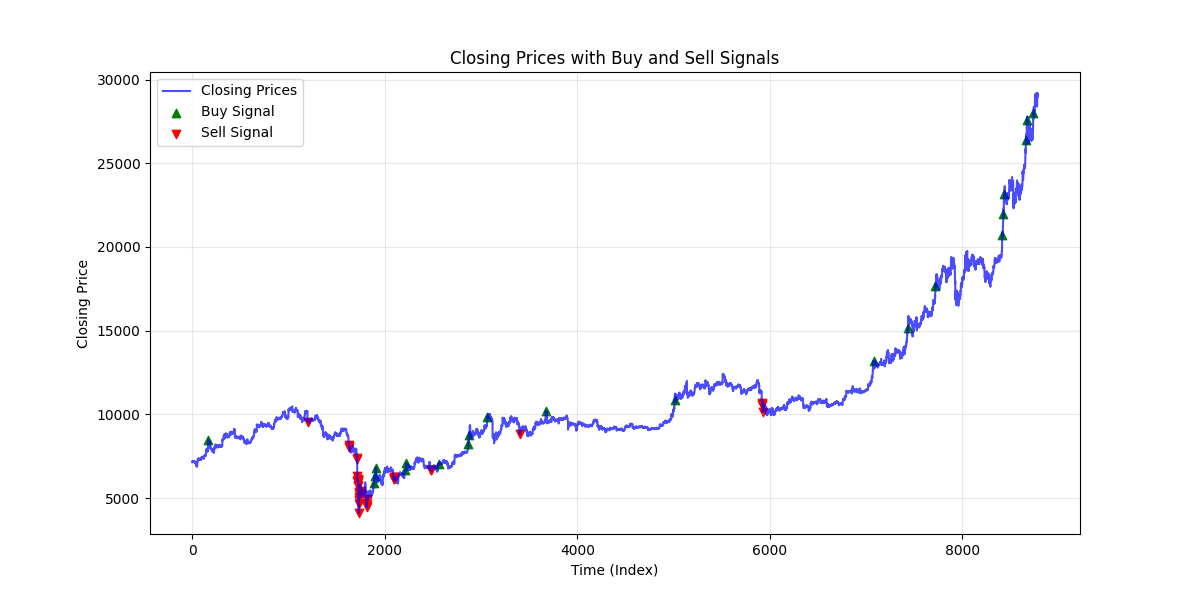 Closing Prices with Buy and Sell Signals
Closing Prices
Buy Signal
Sell Signal
30000
25000
20000
15000
10000
5000
Closing Price
0 2000 4000 6000 8000
Time (Index)